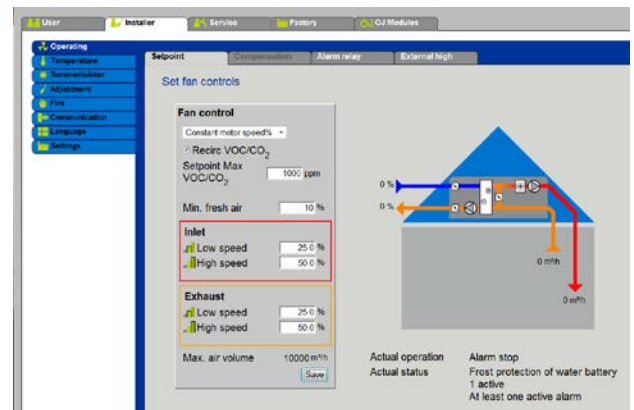 User
Installer
Service
Factory
OJ Modules
Operating
Temperature
Summer/winter
Adjustment
Fire
Communication
Language
Settings
Setpoint
Compensation
Alarm relay
External high
Set fan controls
Fan control
Constant motor speed%
Recirc VOC/CO2
Setpoint Max
VOC/CO2
1000 ppm
Min. fresh air
10 %
Inlet
Low speed
25.0 %
High speed
50.0 %
Exhaust
Low speed
25.0 %
High speed
50.0 %
Max. air volume
10000 m³/h
Save
0 %
0 %
0 m³/h
0 m³/h
Actual operation
Alarm stop
Actual status
Frost protection of water battery
1 active
At least one active alarm